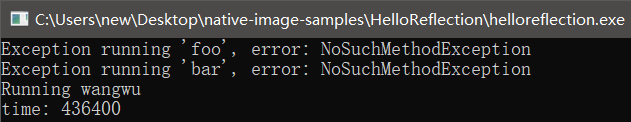 C:\Users\new\Desktop\native-image-samples\HelloReflection\helloreflection.exe
Exception running 'foo', error: NoSuchMethodException
Exception running 'bar', error: NoSuchMethodException
Running wangwu
time: 436400